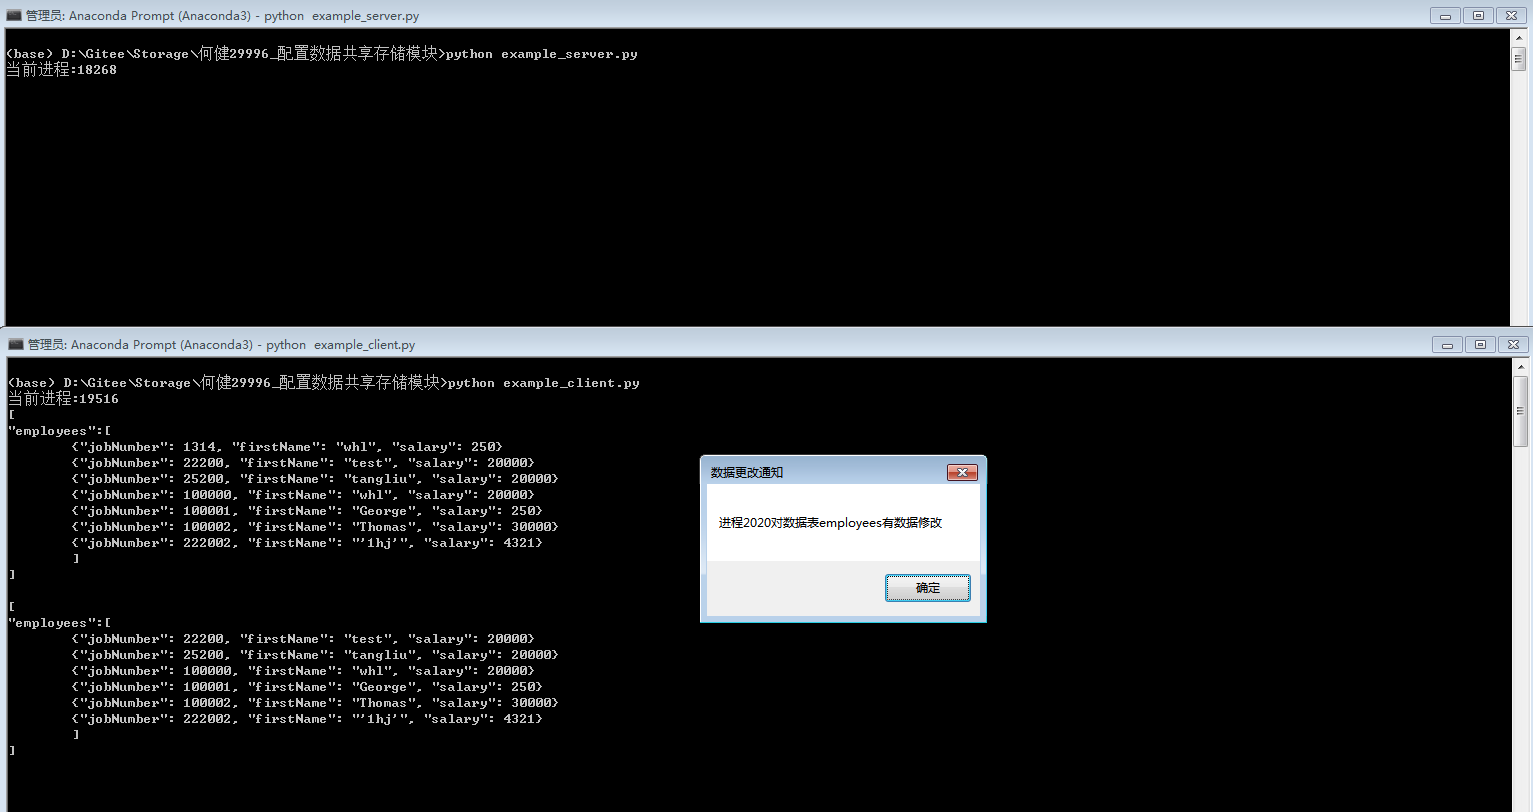 管理员: Anaconda Prompt (Anaconda3) - python  example_server.py
(base) D:\Gitee\Storage\何健29996_配置数据共享存储模块>python example_server.py
当前进程:18268
管理员: Anaconda Prompt (Anaconda3) - python  example_client.py
(base) D:\Gitee\Storage\何健29996_配置数据共享存储模块>python example_client.py
当前进程:19516
[
"employees":[
        {"jobNumber": 1314, "firstName": "whl", "salary": 250}
        {"jobNumber": 22200, "firstName": "test", "salary": 20000}
        {"jobNumber": 25200, "firstName": "tangliu", "salary": 20000}
        {"jobNumber": 100000, "firstName": "whl", "salary": 20000}
        {"jobNumber": 100001, "firstName": "George", "salary": 250}
        {"jobNumber": 100002, "firstName": "Thomas", "salary": 30000}
        {"jobNumber": 222002, "firstName": "'1hj'", "salary": 4321}
        ]
]
[
"employees":[
        {"jobNumber": 22200, "firstName": "test", "salary": 20000}
        {"jobNumber": 25200, "firstName": "tangliu", "salary": 20000}
        {"jobNumber": 100000, "firstName": "whl", "salary": 20000}
        {"jobNumber": 100001, "firstName": "George", "salary": 250}
        {"jobNumber": 100002, "firstName": "Thomas", "salary": 30000}
        {"jobNumber": 222002, "firstName": "'1hj'", "salary": 4321}
        ]
]
数据更改通知
进程2020对数据表employees有数据修改
确定